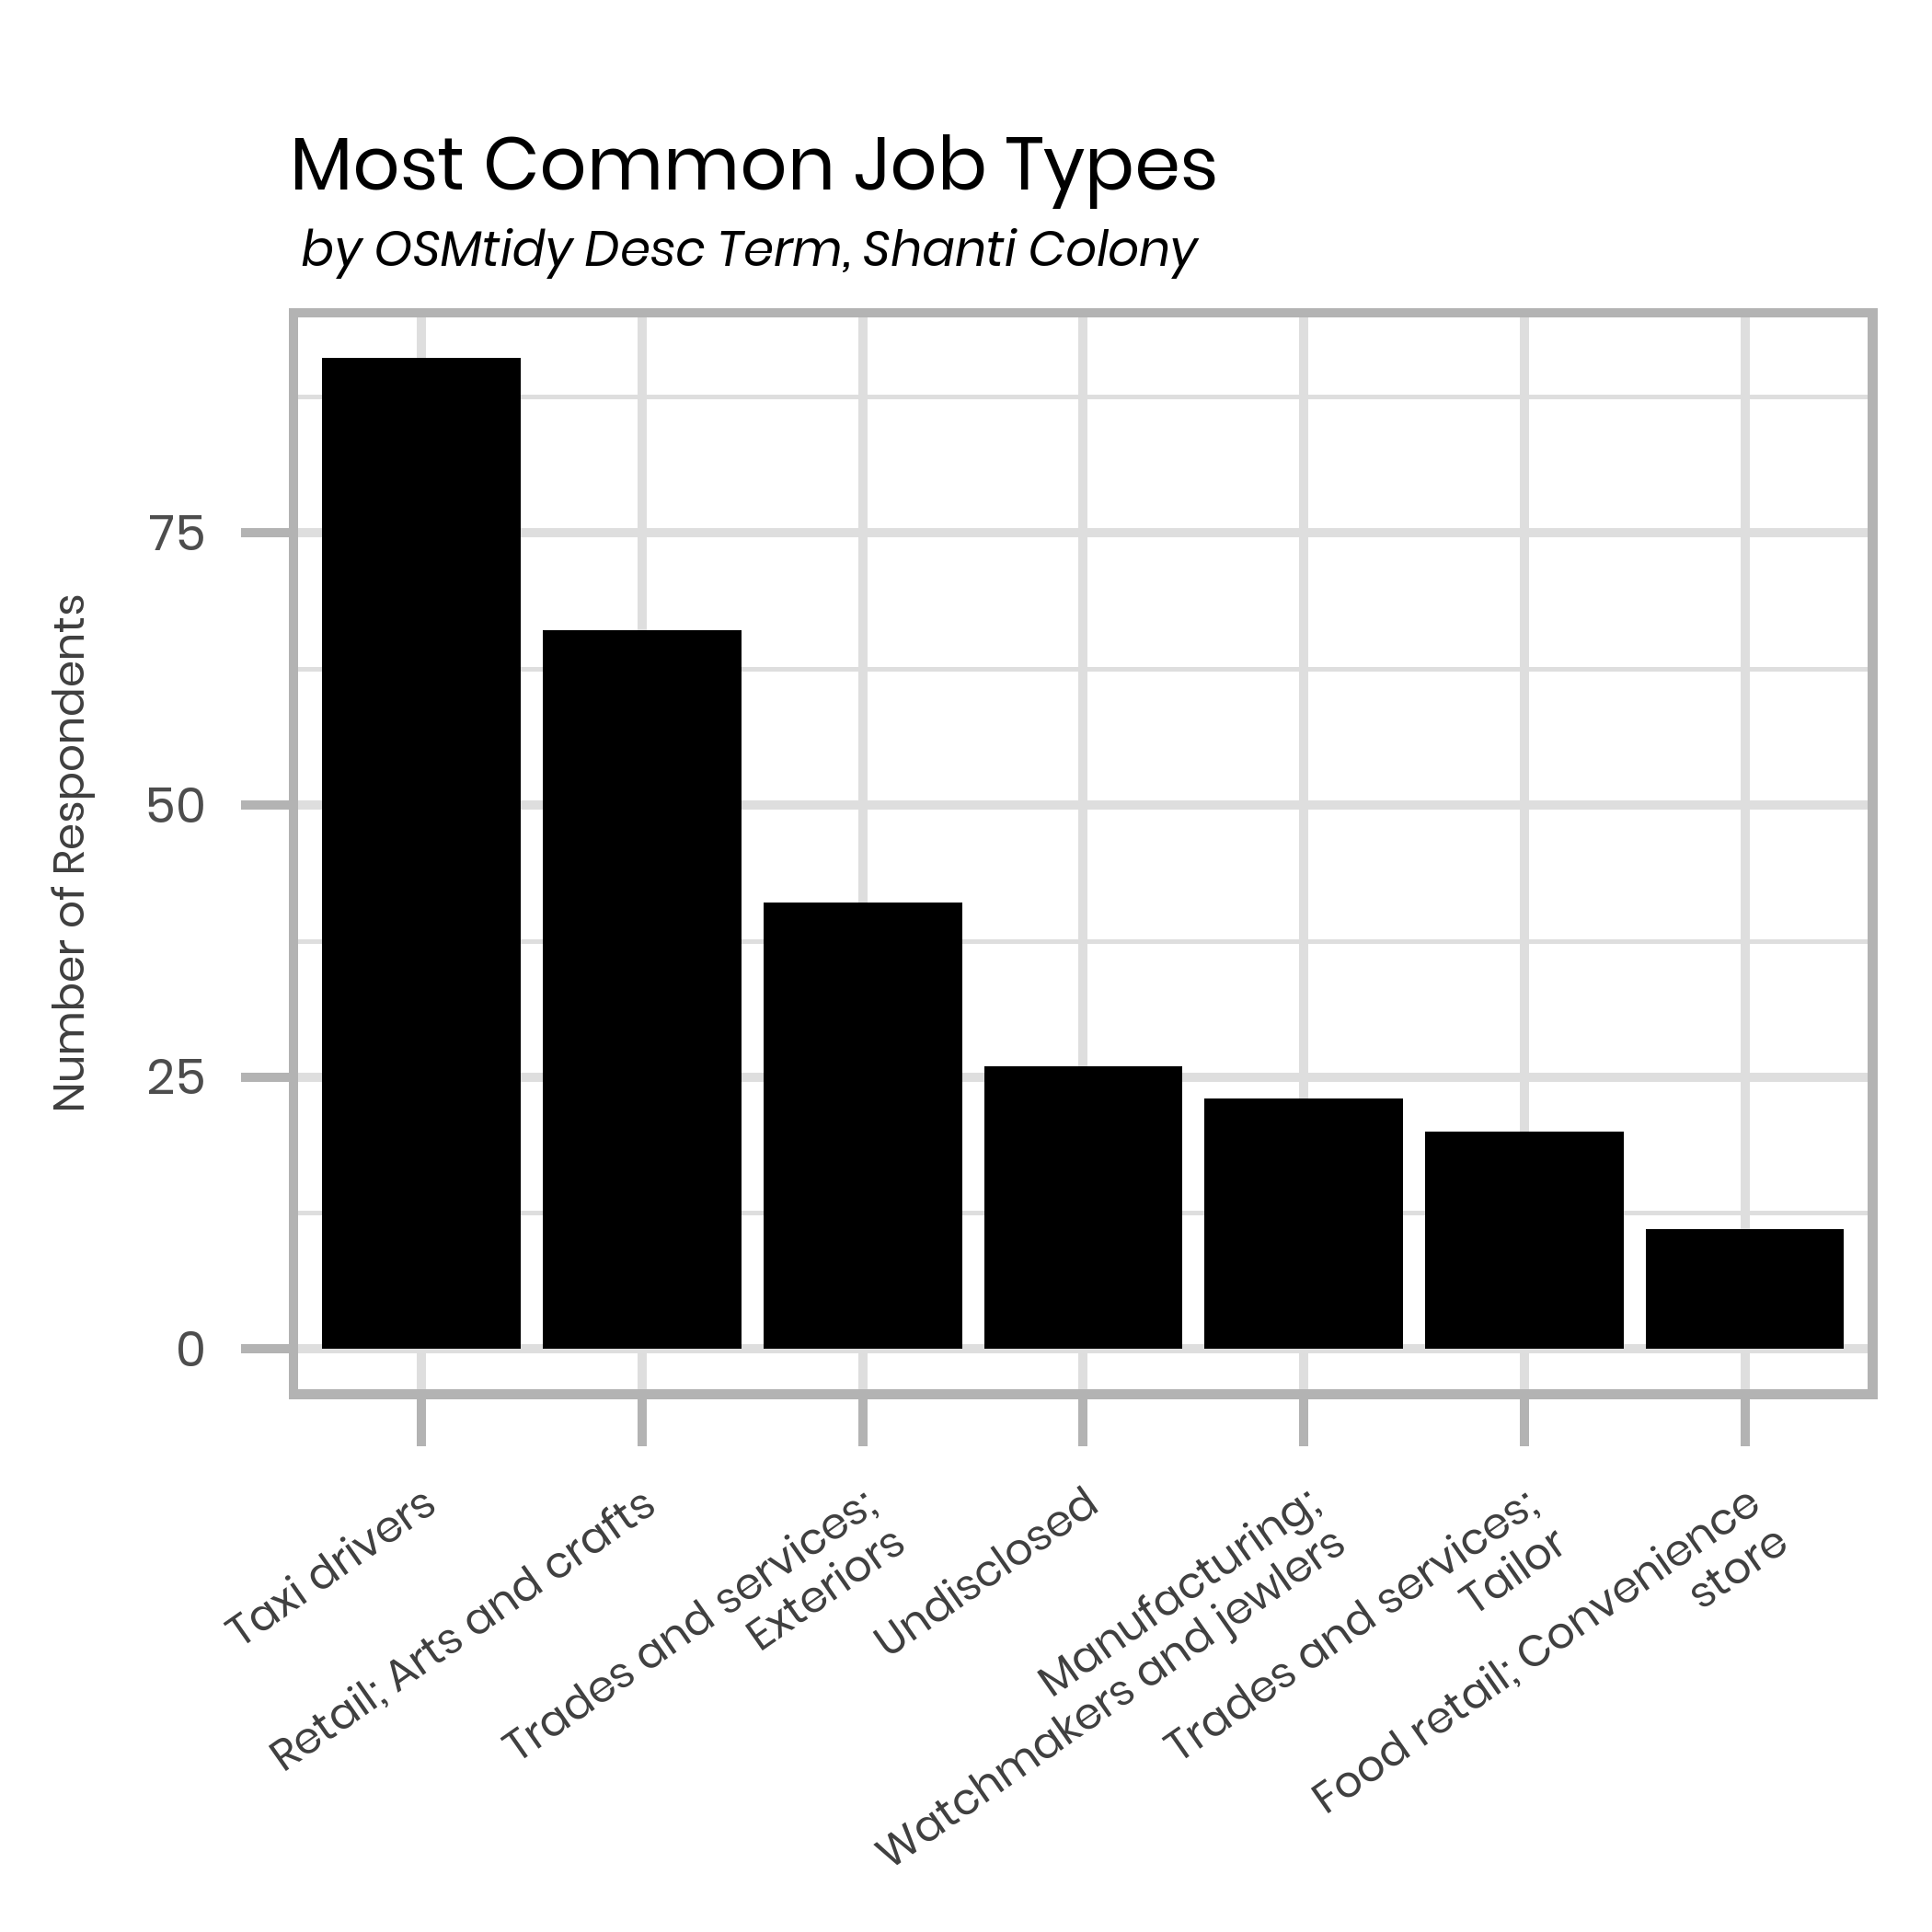 Most Common Job Types
by OSMtidy Desc Term, Shanti Colony
Number of Respondents
75
50
25
0
Taxi drivers
Retail; Arts and crafts
Trades and services;
Exteriors
Undisclosed
Manufacturing;
Watchmakers and jewlers
Trades and services;
Tailor
Food retail; Convenience
store